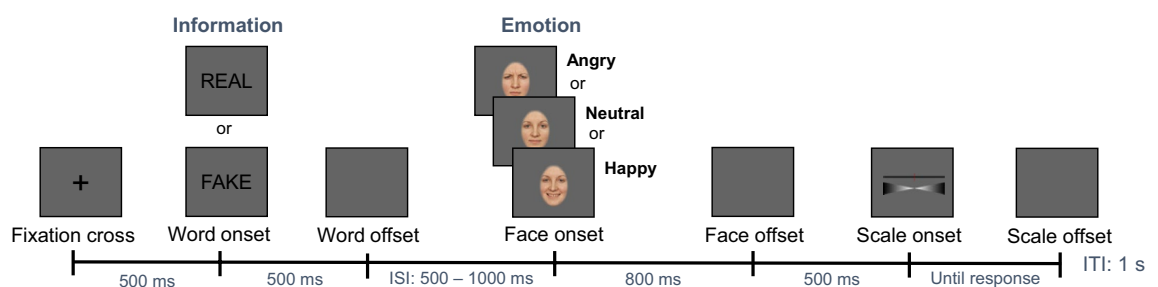 Information
Emotion
REAL
or
FAKE
Angry
or
Neutral
or
Happy
+
Fixation cross
Word onset
Word offset
Face onset
Face offset
Scale onset
Scale offset
500 ms
500 ms
ISI: 500 – 1000 ms
800 ms
500 ms
Until response
ITI: 1 s